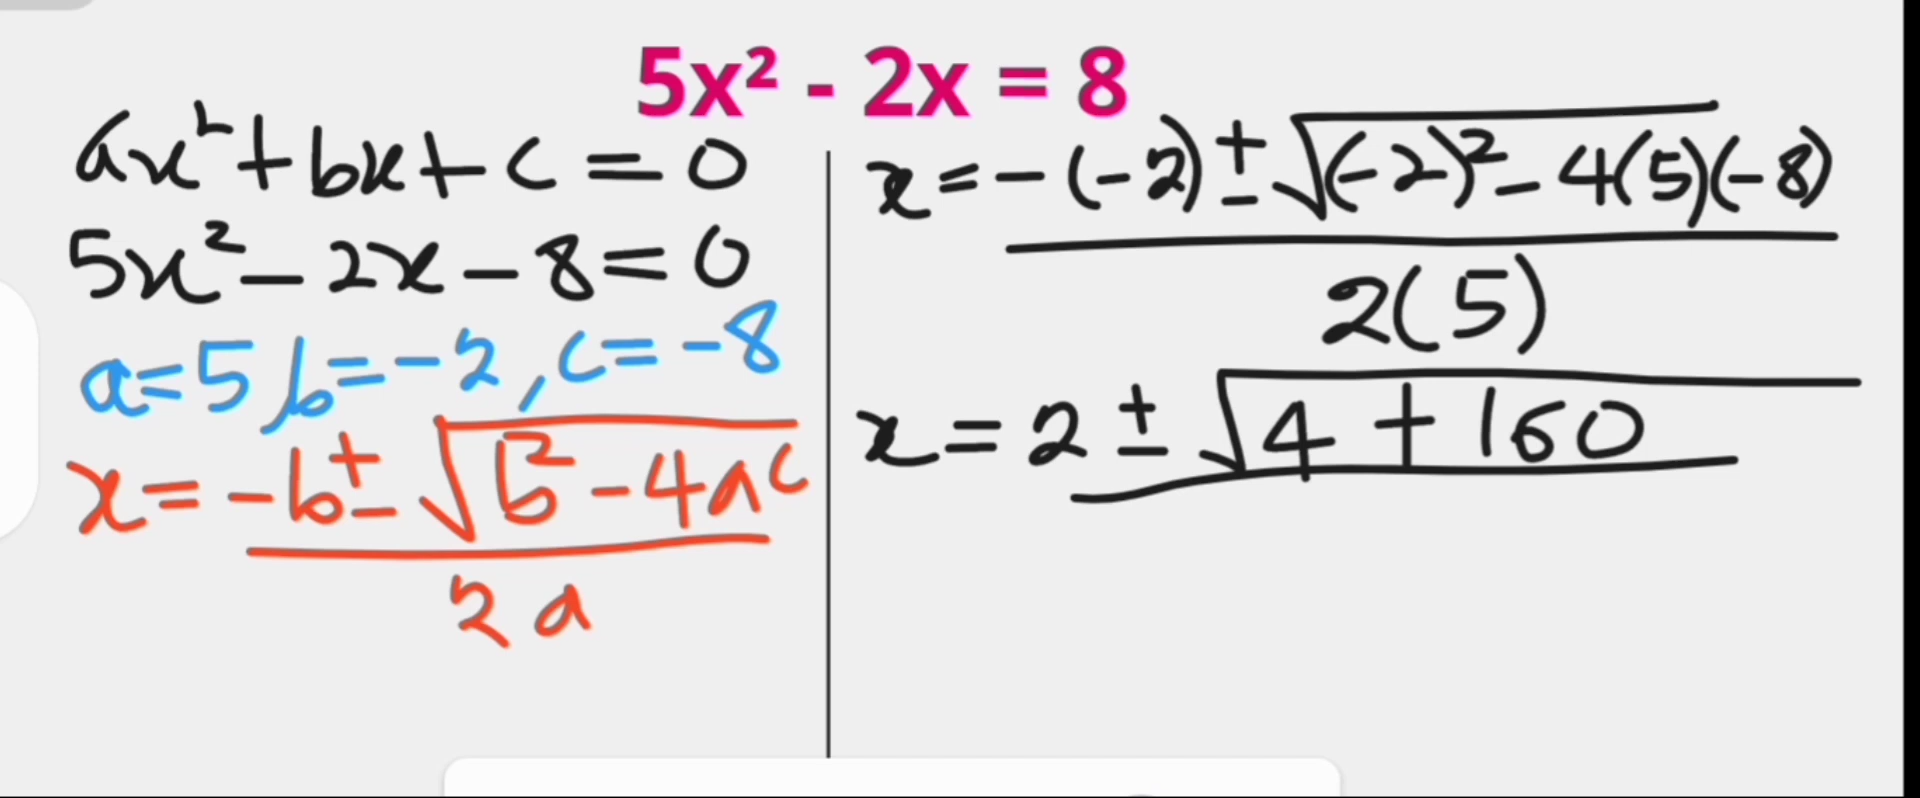 5x² - 2x = 8
ax² + bx + c = 0
5x² - 2x - 8 = 0
a = 5, b = -2, c = -8
x = -b ± √b² - 4ac
2a
x = -(-2) ± √(-2)² - 4(5)(-8)
2(5)
x = 2 ± √4 + 160